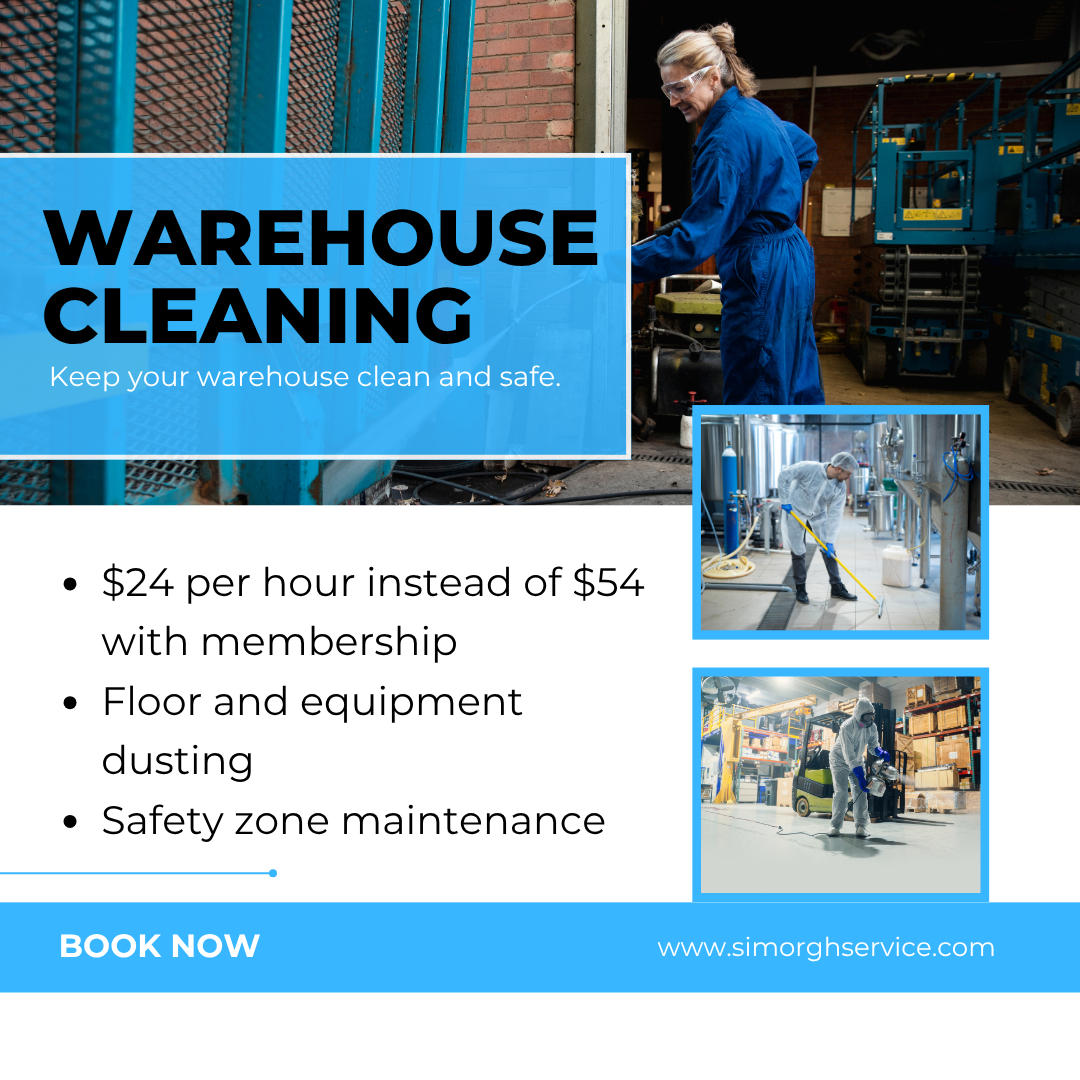 WAREHOUSE
CLEANING
Keep your warehouse clean and safe.
• $24 per hour instead of $54
with membership
• Floor and equipment
dusting
• Safety zone maintenance
BOOK NOW
www.simorghservice.com